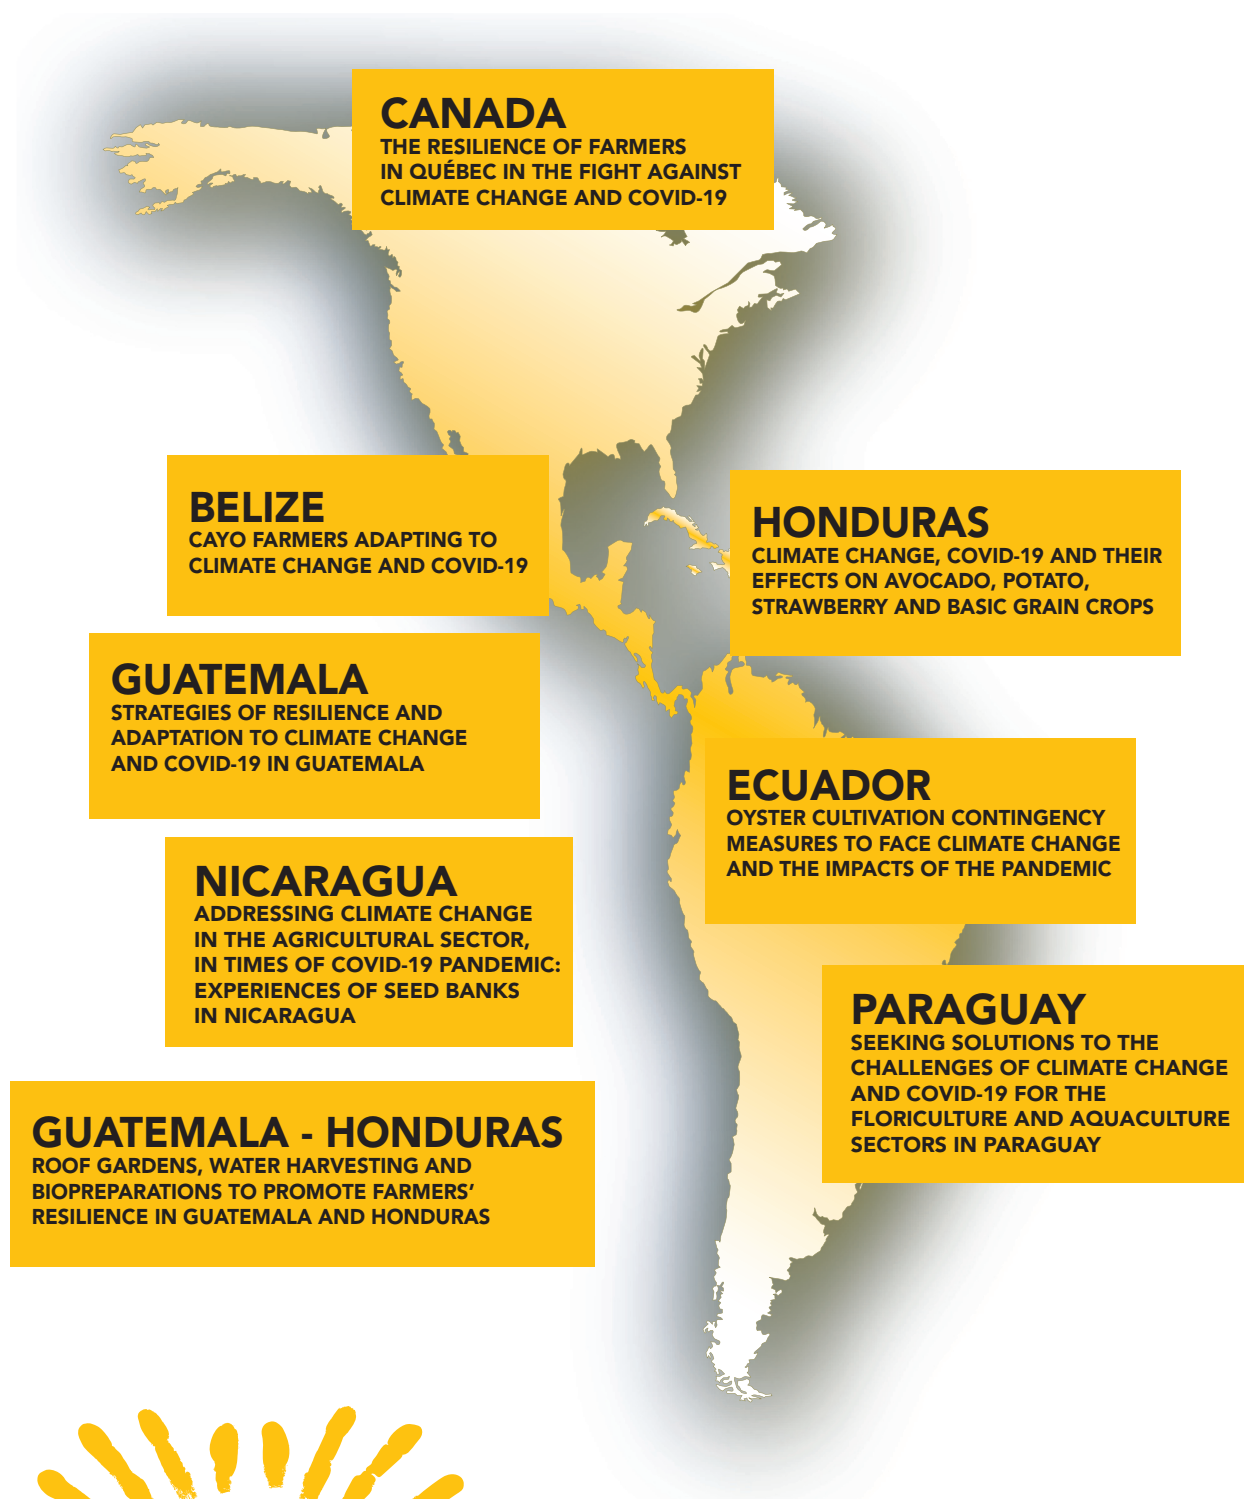 CANADA
THE RESILIENCE OF FARMERS
IN QUÉBEC IN THE FIGHT AGAINST
CLIMATE CHANGE AND COVID-19
BELIZE
CAYO FARMERS ADAPTING TO
CLIMATE CHANGE AND COVID-19
HONDURAS
CLIMATE CHANGE, COVID-19 AND THEIR
EFFECTS ON AVOCADO, POTATO,
STRAWBERRY AND BASIC GRAIN CROPS
GUATEMALA
STRATEGIES OF RESILIENCE AND
ADAPTATION TO CLIMATE CHANGE
AND COVID-19 IN GUATEMALA
ECUADOR
OYSTER CULTIVATION CONTINGENCY
MEASURES TO FACE CLIMATE CHANGE
AND THE IMPACTS OF THE PANDEMIC
NICARAGUA
ADDRESSING CLIMATE CHANGE
IN THE AGRICULTURAL SECTOR,
IN TIMES OF COVID-19 PANDEMIC:
EXPERIENCES OF SEED BANKS
IN NICARAGUA
PARAGUAY
SEEKING SOLUTIONS TO THE
CHALLENGES OF CLIMATE CHANGE
AND COVID-19 FOR THE
FLORICULTURE AND AQUACULTURE
SECTORS IN PARAGUAY
GUATEMALA - HONDURAS
ROOF GARDENS, WATER HARVESTING AND
BIOPREPARATIONS TO PROMOTE FARMERS'
RESILIENCE IN GUATEMALA AND HONDURAS